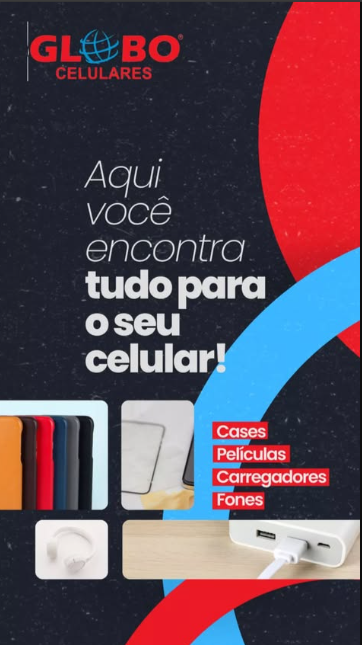 GLOBO®
CELULARES
Aqui
você
encontra
tudo para
o seu
celular!
Cases
Películas
Carregadores
Fones